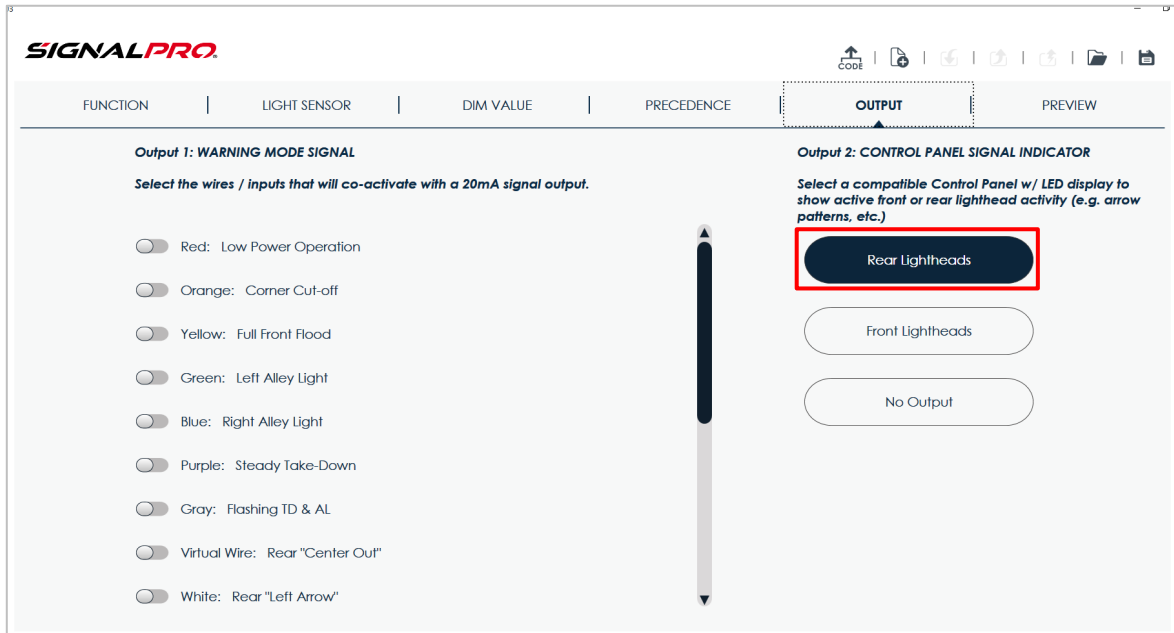 SIGNALPRO
CODE
FUNCTION
LIGHT SENSOR
DIM VALUE
PRECEDENCE
OUTPUT
PREVIEW
Output 1: WARNING MODE SIGNAL
Select the wires / inputs that will co-activate with a 20mA signal output.
Red: Low Power Operation
Orange: Corner Cut-off
Yellow: Full Front Flood
Green: Left Alley Light
Blue: Right Alley Light
Purple: Steady Take-Down
Gray: Flashing TD & AL
Virtual Wire: Rear "Center Out"
White: Rear "Left Arrow"
Output 2: CONTROL PANEL SIGNAL INDICATOR
Select a compatible Control Panel w/ LED display to
show active front or rear lighthead activity (e.g. arrow
patterns, etc.)
Rear Lightheads
Front Lightheads
No Output